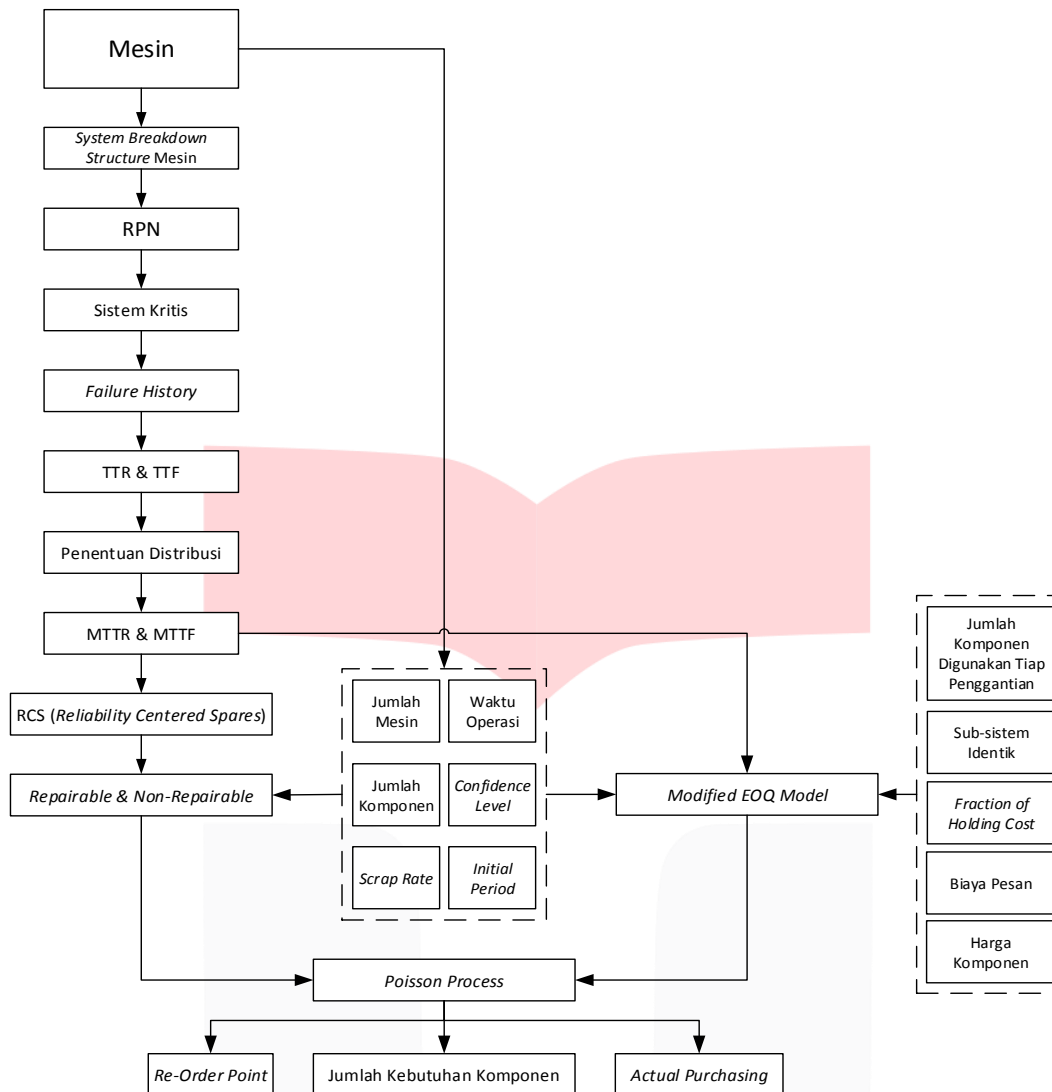 Mesin
System Breakdown
Structure Mesin
RPN
Sistem Kritis
Failure History
TTR & TTF
Penentuan Distribusi
MTTR & MTTF
RCS (Reliability Centered Spares)
Repairable & Non-Repairable
Jumlah
Mesin
Waktu
Operasi
Jumlah
Komponen
Confidence
Level
Scrap Rate
Initial
Period
Modified EOQ Model
Jumlah
Komponen
Digunakan Tiap
Penggantian
Sub-sistem
Identik
Fraction of
Holding Cost
Biaya Pesan
Harga
Komponen
Poisson Process
Re-Order Point
Jumlah Kebutuhan Komponen
Actual Purchasing